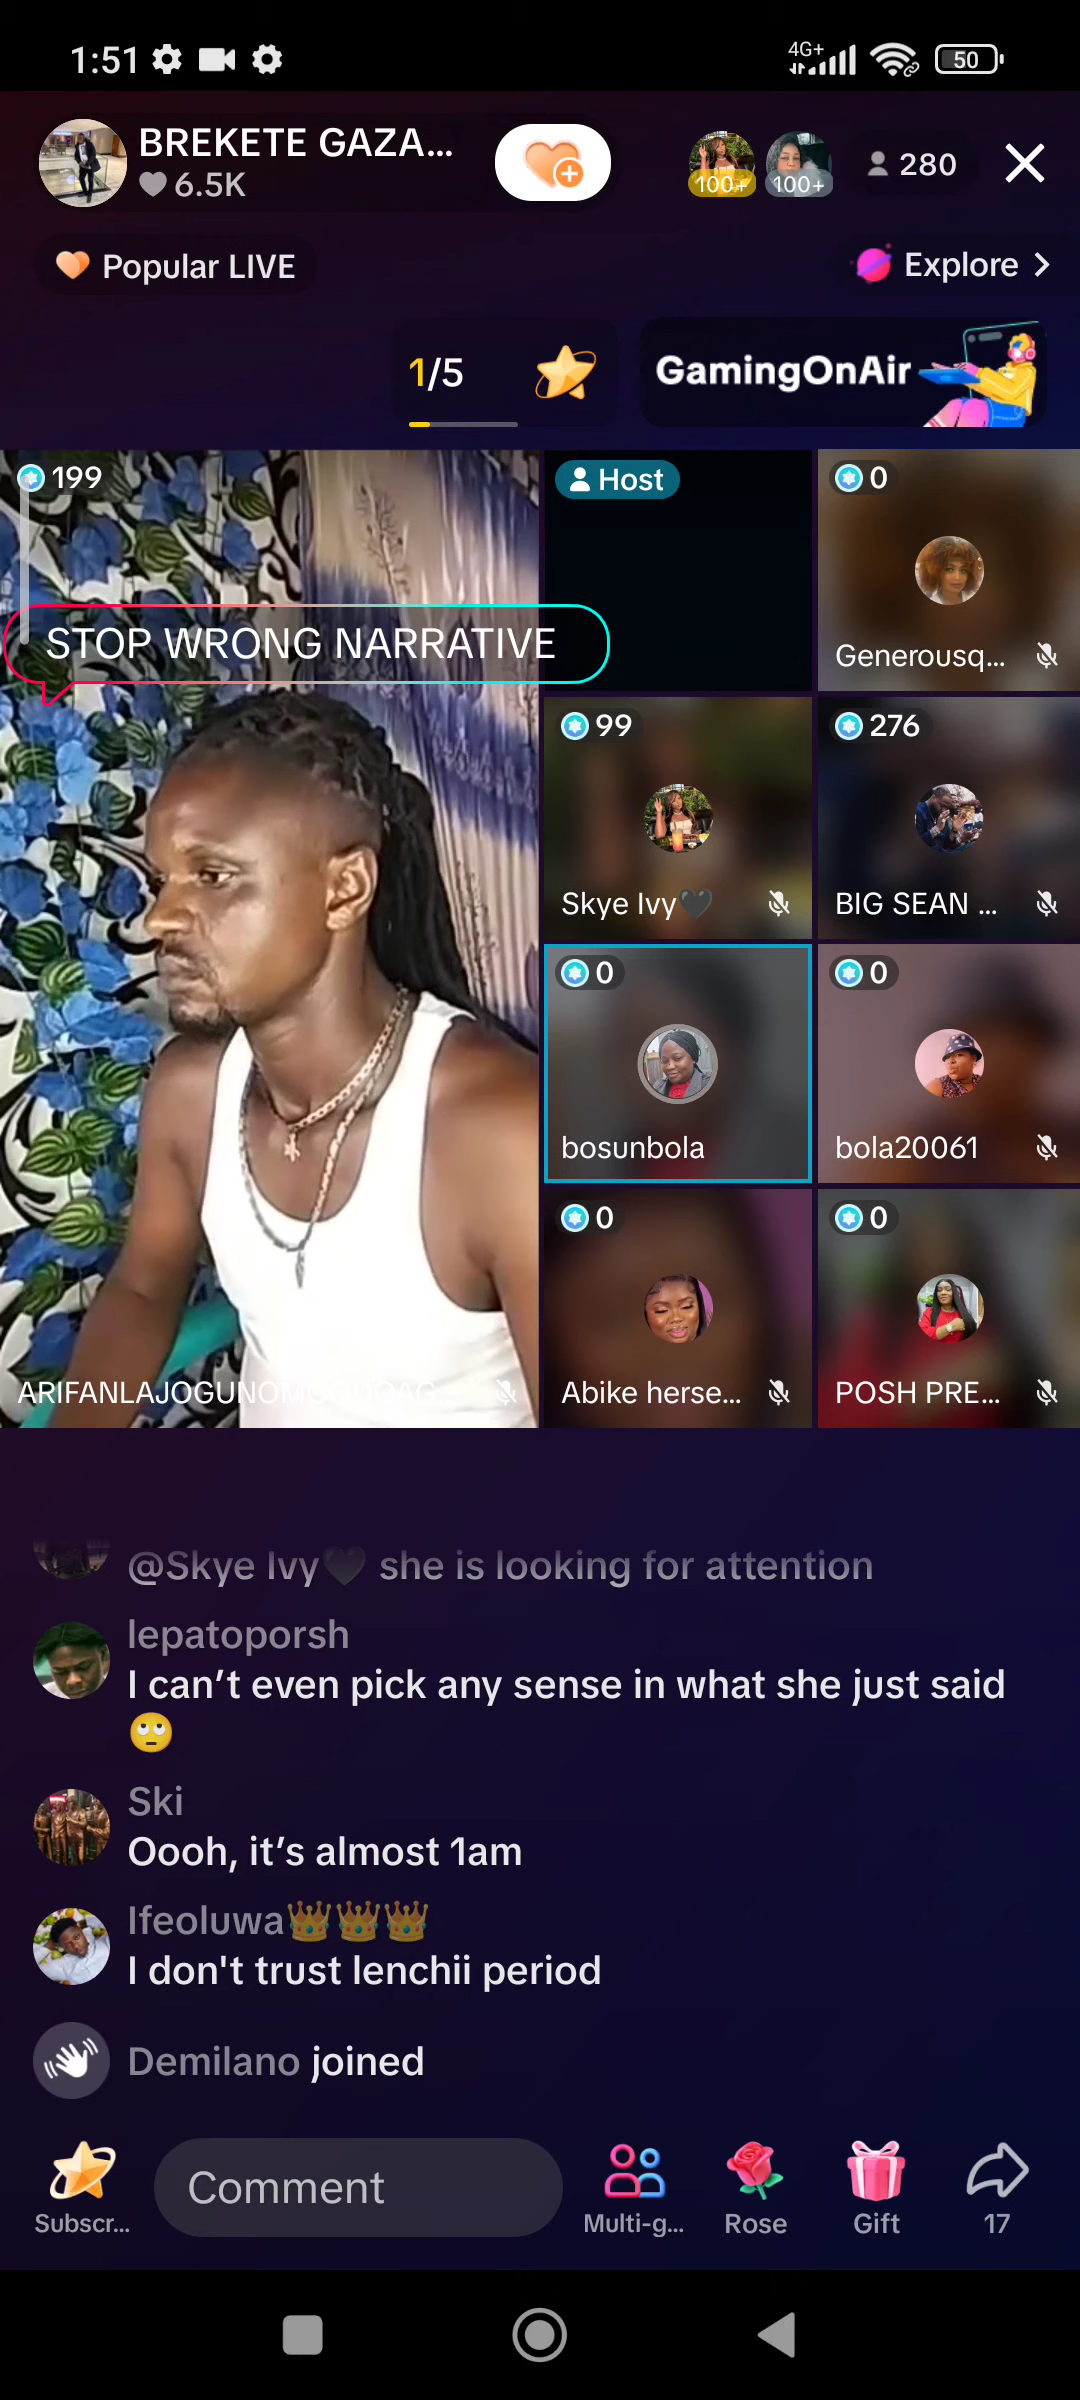 1:51
4G+
50
BREKETE GAZA...
6.5K
100+
100+
280
Popular LIVE
Explore
1/5
GamingOnAir
199
Host
0
STOP WRONG NARRATIVE
Generousq...
99
276
Skye Ivy🖤
BIG SEAN ...
0
0
bosunbola
bola20061
0
0
Abike herse...
POSH PRE...
@Skye Ivy🖤 she is looking for attention
lepatoporsh
I can’t even pick any sense in what she just said
🙄
Ski
Oooh, it’s almost 1am
Ifeoluwa👑👑👑
I don't trust lenchii period
Demilano joined
Comment
Subscr...
Multi-g...
Rose
Gift
17